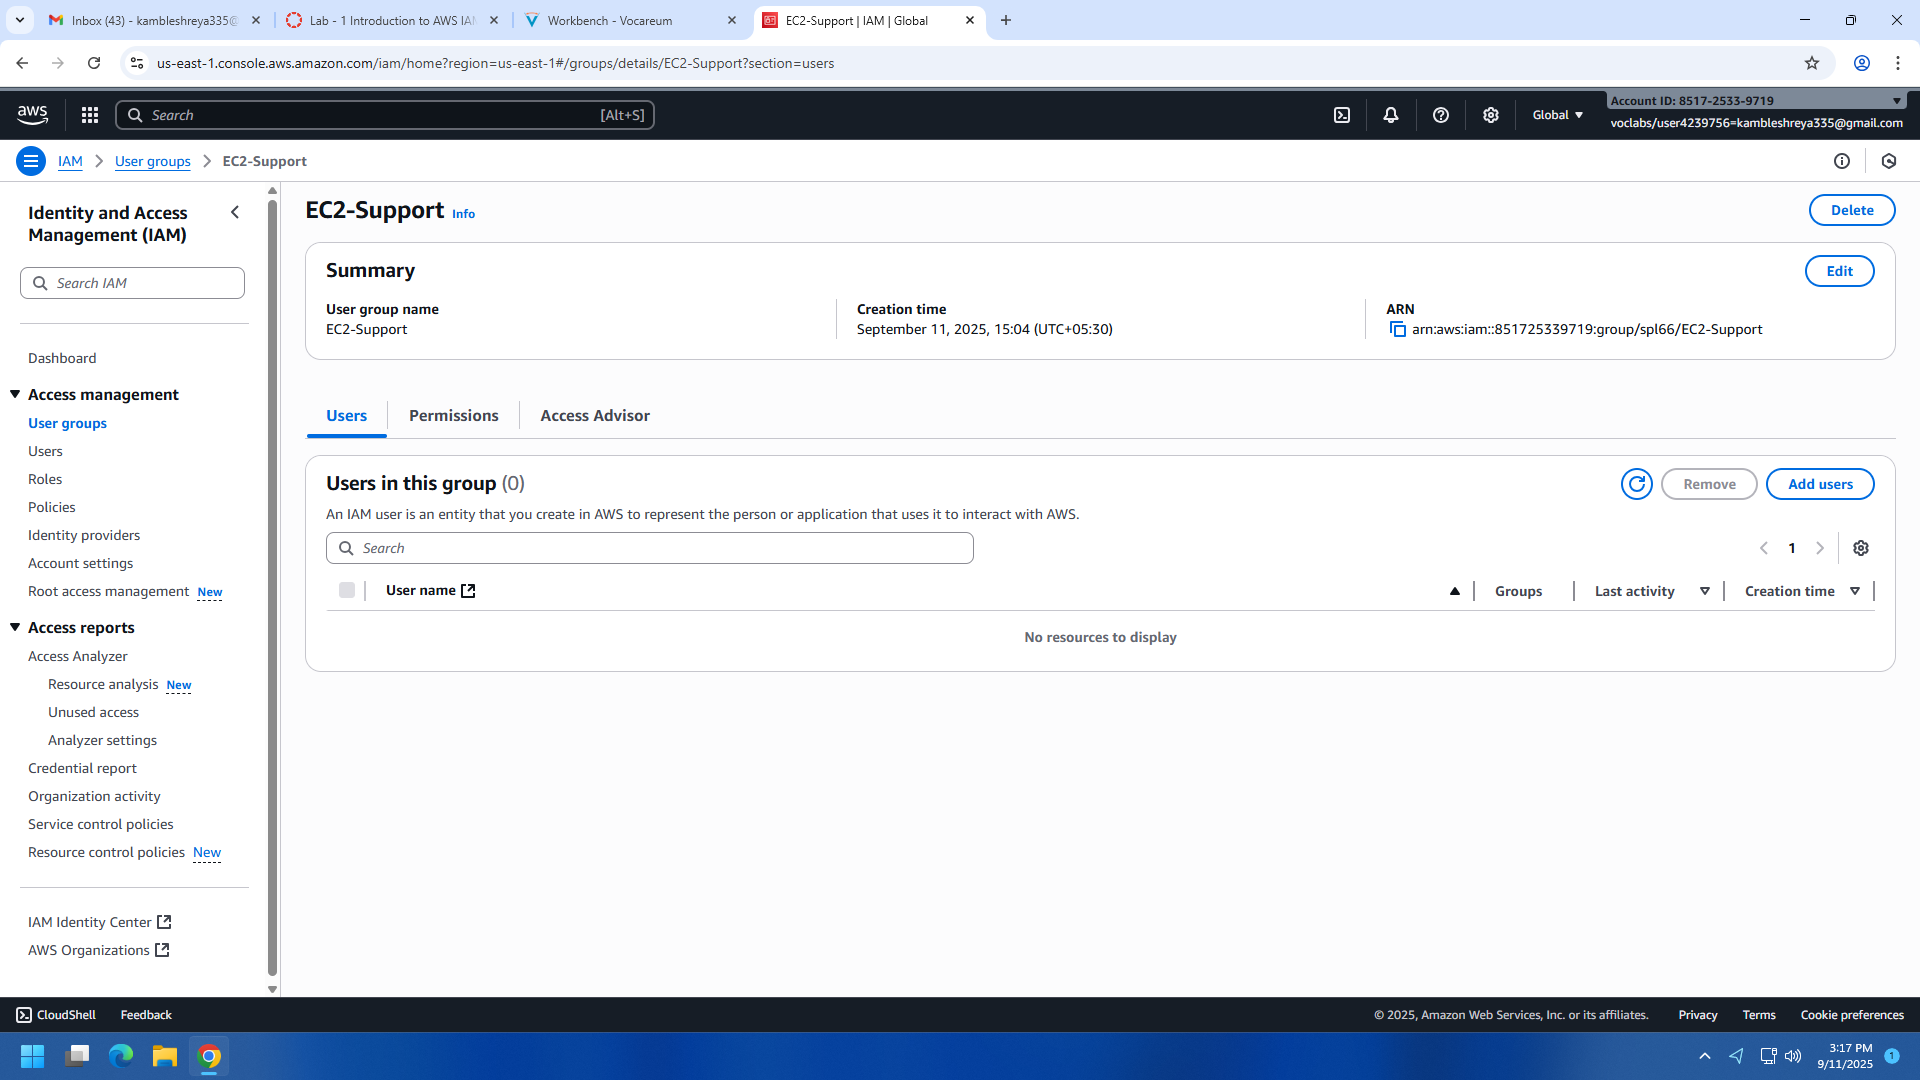 Inbox (43) - kambleshreya335@
Lab - 1 Introduction to AWS IAM
Workbench - Vocareum
EC2-Support | IAM | Global
us-east-1.console.aws.amazon.com/iam/home?region=us-east-1#/groups/details/EC2-Support?section=users
aws
Search
[Alt+S]
Global
Account ID: 8517-2533-9719
voclabs/user4239756=kambleshreya335@gmail.com
IAM
User groups
EC2-Support
Identity and Access
Management (IAM)
Search IAM
Dashboard
Access management
User groups
Users
Roles
Policies
Identity providers
Account settings
Root access management New
Access reports
Access Analyzer
Resource analysis New
Unused access
Analyzer settings
Credential report
Organization activity
Service control policies
Resource control policies New
IAM Identity Center
AWS Organizations
EC2-Support Info
Delete
Summary
Edit
User group name
EC2-Support
Creation time
September 11, 2025, 15:04 (UTC+05:30)
ARN
arn:aws:iam::851725339719:group/spl66/EC2-Support
Users
Permissions
Access Advisor
Users in this group (0)
Remove
Add users
An IAM user is an entity that you create in AWS to represent the person or application that uses it to interact with AWS.
Search
1
User name
Groups
Last activity
Creation time
No resources to display
CloudShell
Feedback
© 2025, Amazon Web Services, Inc. or its affiliates.
Privacy
Terms
Cookie preferences
3:17 PM
9/11/2025
1